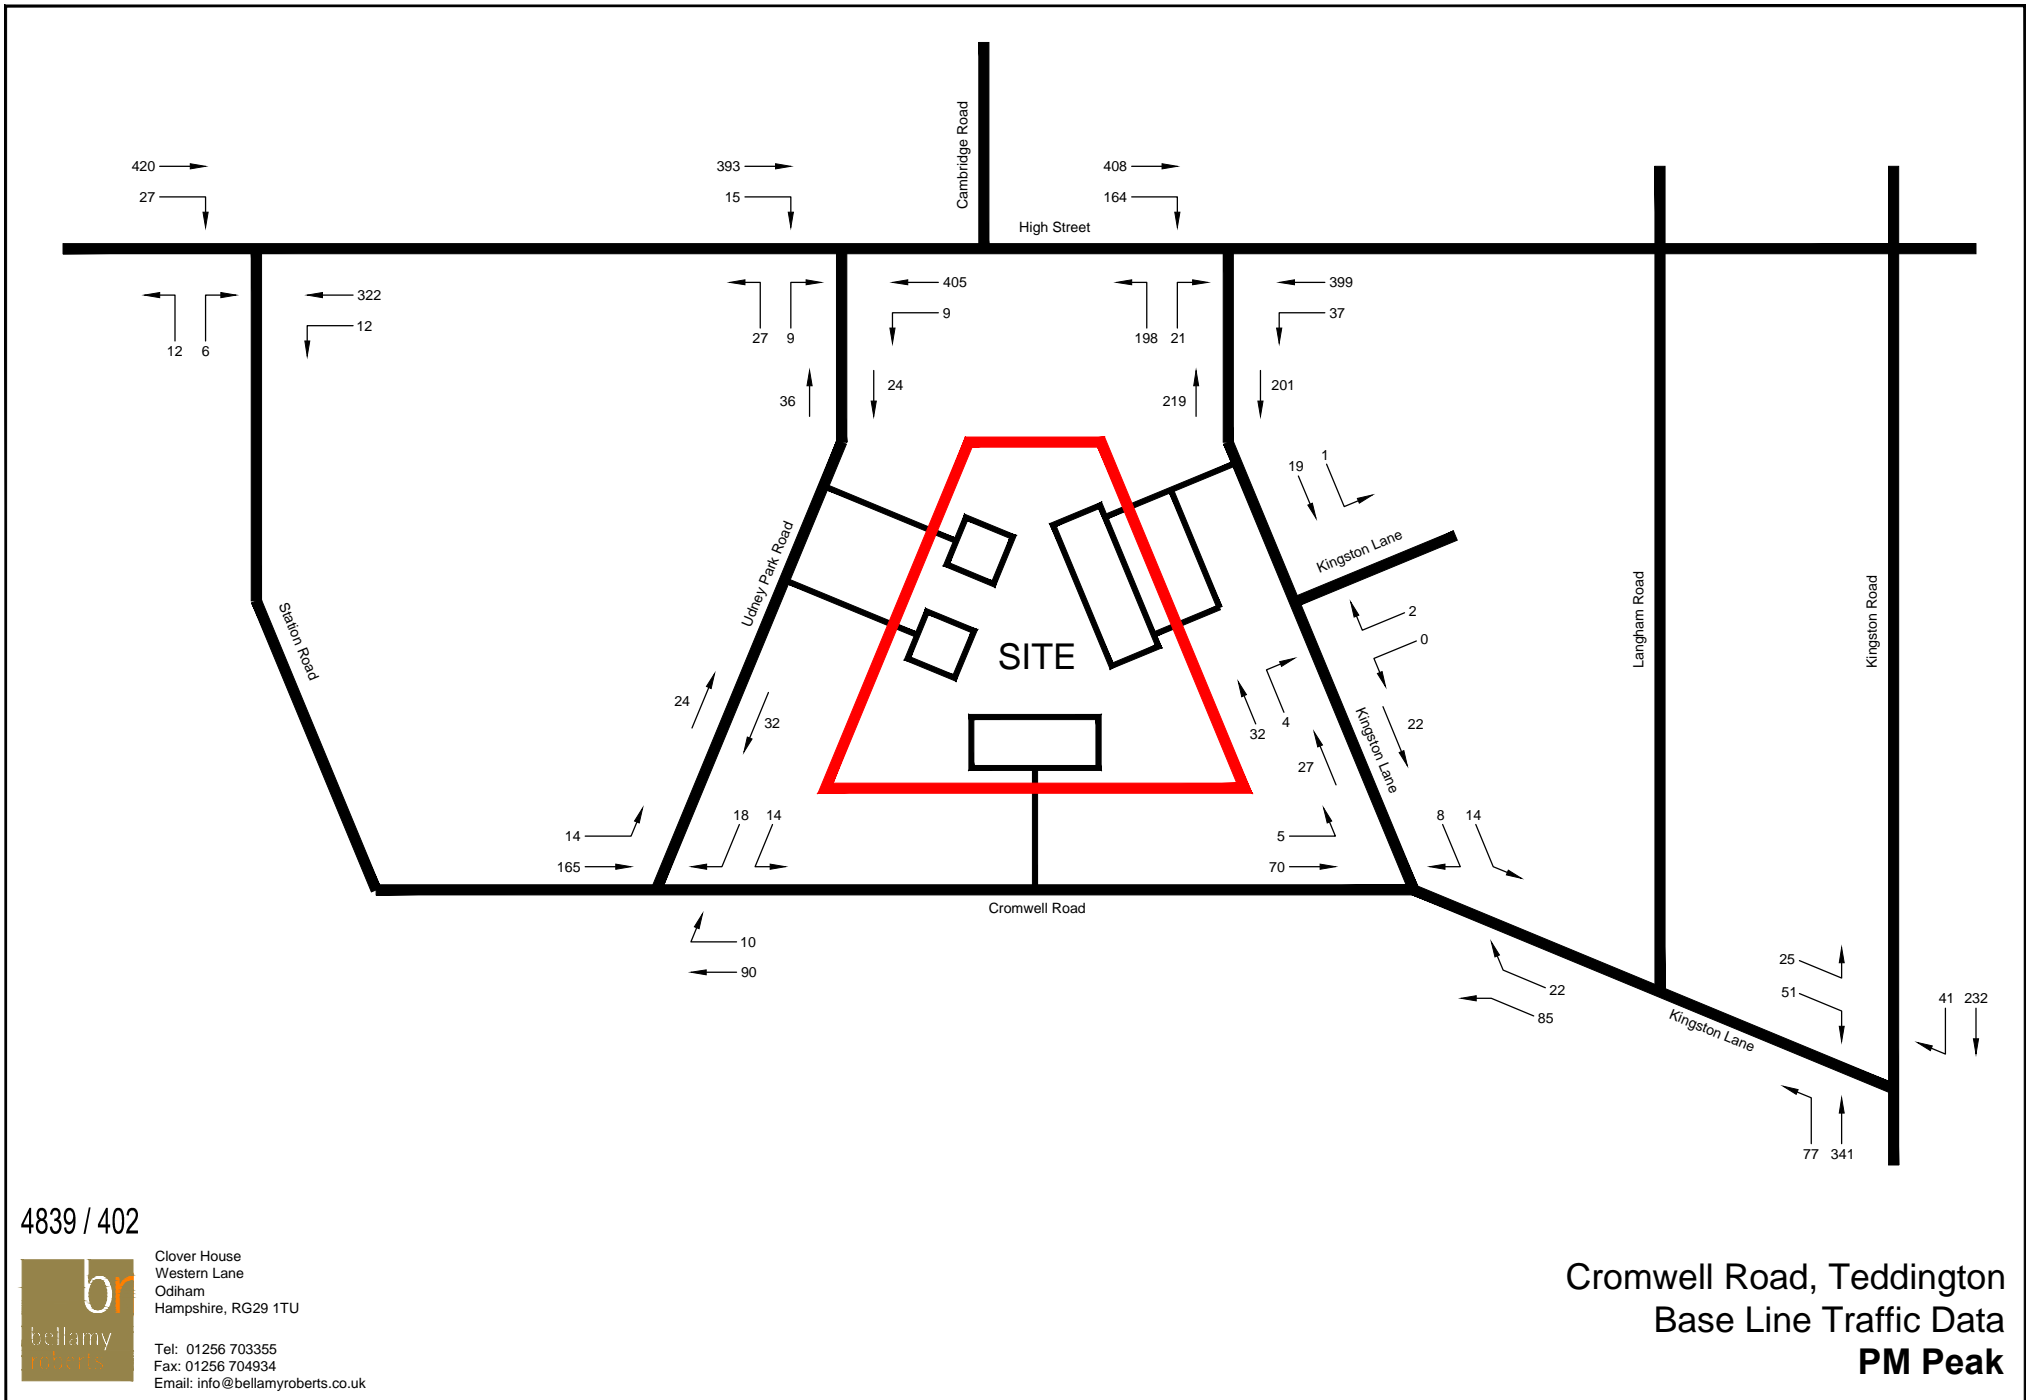 Cambridge Road
420
393
408
27
15
164
High Street
322
405
399
12
9
37
12
6
27
9
198
21
36
24
219
201
19
1
Kingston Lane
Udney Park Road
Station Road
Langham Road
Kingston Road
2
0
SITE
24
32
32
4
22
27
Kingston Lane
14
165
18
14
5
70
8
14
Cromwell Road
10
90
22
85
25
51
41
232
Kingston Lane
77
341
4839 / 402
br
bellamy
roberts
Clover House
Western Lane
Odiham
Hampshire, RG29 1TU
Tel: 01256 703355
Fax: 01256 704934
Email: info@bellamyroberts.co.uk
Cromwell Road, Teddington
Base Line Traffic Data
PM Peak